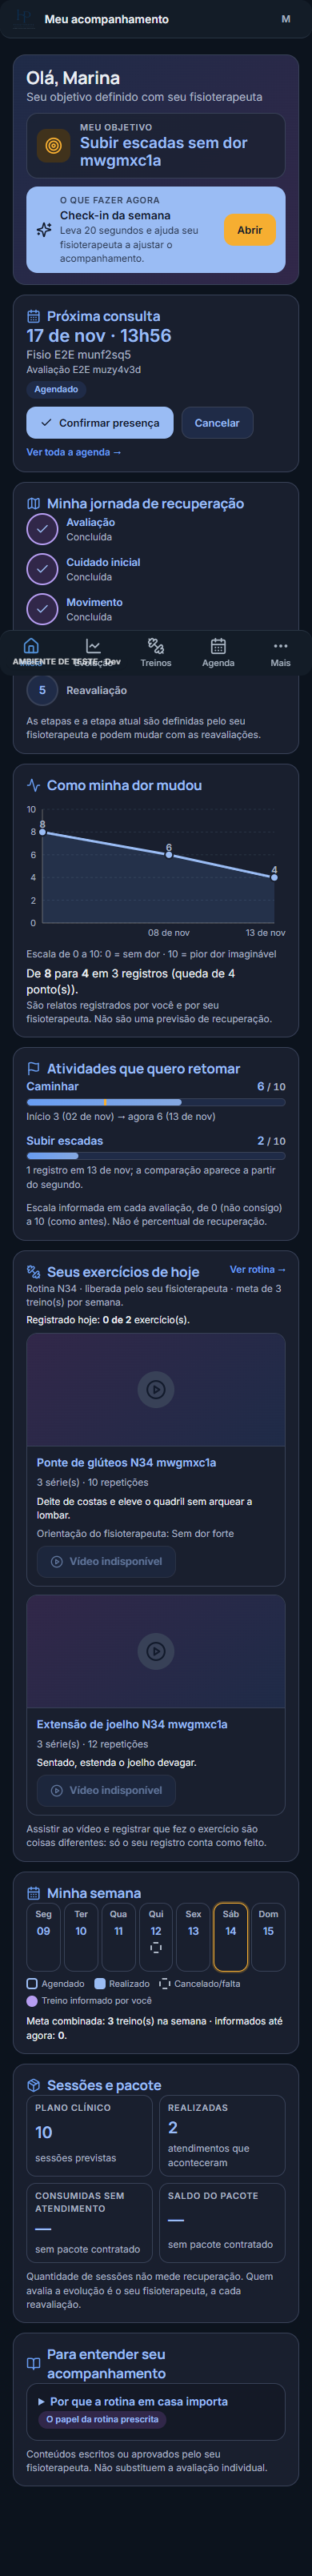 Meu acompanhamento
M
Olá, Marina
Seu objetivo definido com seu fisioterapeuta
MEU OBJETIVO
Subir escadas sem dor
mwgmxc1a
O QUE FAZER AGORA
Check-in da semana
Leva 20 segundos e ajuda seu
fisioterapeuta a ajustar o
acompanhamento.
Abrir
Próxima consulta
17 de nov · 13h56
Fisio E2E munf2sq5
Avaliação E2E muzy4v3d
Agendado
Confirmar presença
Cancelar
Ver toda a agenda →
Minha jornada de recuperação
Avaliação
Concluída
Cuidado inicial
Concluída
Movimento
Concluída
AMBIENTE DE TESTE · Dev
Treinos
Agenda
Mais
5
Reavaliação
As etapas e a etapa atual são definidas pelo seu
fisioterapeuta e podem mudar com as reavaliações.
Como minha dor mudou
10
8
6
4
2
0
8
6
4
08 de nov
13 de nov
Escala de 0 a 10: 0 = sem dor · 10 = pior dor imaginável
De 8 para 4 em 3 registros (queda de 4
ponto(s)).
São relatos registrados por você e por seu
fisioterapeuta. Não são uma previsão de recuperação.
Atividades que quero retomar
Caminhar
6 / 10
Início 3 (02 de nov) → agora 6 (13 de nov)
Subir escadas
2 / 10
1 registro em 13 de nov; a comparação aparece a partir
do segundo.
Escala informada em cada avaliação, de 0 (não consigo)
a 10 (como antes). Não é percentual de recuperação.
Seus exercícios de hoje
Ver rotina →
Rotina N34 · liberada pelo seu fisioterapeuta · meta de 3
treino(s) por semana.
Registrado hoje: 0 de 2 exercício(s).
Ponte de glúteos N34 mwgmxc1a
3 série(s) · 10 repetições
Deite de costas e eleve o quadril sem arquear a
lombar.
Orientação do fisioterapeuta: Sem dor forte
Vídeo indisponível
Extensão de joelho N34 mwgmxc1a
3 série(s) · 12 repetições
Sentado, estenda o joelho devagar.
Vídeo indisponível
Assistir ao vídeo e registrar que fez o exercício são
coisas diferentes: só o seu registro conta como feito.
Minha semana
Seg
Ter
Qua
Qui
Sex
Sáb
Dom
09
10
11
12
13
14
15
Agendado
Realizado
Cancelado/falta
Treino informado por você
Meta combinada: 3 treino(s) na semana · Informados até
agora: 0.
Sessões e pacote
PLANO CLÍNICO
10
sessões previstas
REALIZADAS
2
atendimentos que
aconteceram
CONSUMIDAS SEM
ATENDIMENTO
—
sem pacote contratado
SALDO DO PACOTE
—
sem pacote contratado
Quantidade de sessões não mede recuperação. Quem
avalia a evolução é o seu fisioterapeuta, a cada
reavaliação.
Para entender seu
acompanhamento
Por que a rotina em casa importa
O papel da rotina prescrita
Conteúdos escritos ou aprovados pelo seu
fisioterapeuta. Não substituem a avaliação individual.